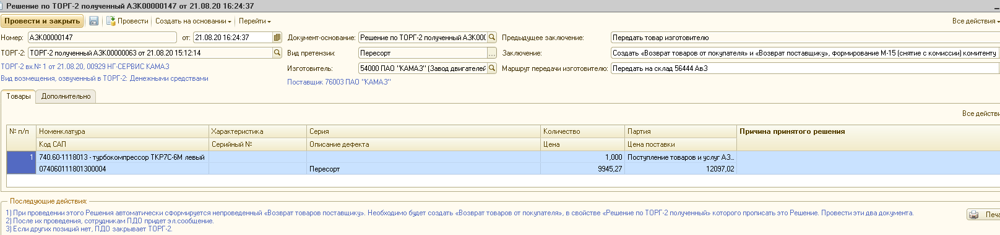 Решение по ТОРГ-2 полученный АЗК00000147 от 21.08.20 16:24:37
Провести и закрыть Провести Создать на основании Перейти Все действия
Номер: АЗК00000147 от: 21.08.20 16:24:37 Документ-основание: Решение по ТОРГ-2 полученный АЗК000 Предыдущее заключение: Передать товар изготовителю
ТОРГ-2: ТОРГ-2 полученный АЗК00000063 от 21.08.20 15:12:14 Вид претензии: Пересорт ... Заключение: Создать «Возврат товаров от покупателя» и «Возврат поставщику», формирование М-15 (снятие с комиссии) комитенту
ТОРГ-2 вх.№ 1 от 21.08.20, 00929 НГ-СЕРВИС КАМАЗ Изготовитель: 54000 ПАО "КАМАЗ" (Завод двигателей Маршрут передачи изготовителю: Передать на склад 56444 АвЗ
Вид возмещения, озвученный в ТОРГ-2: Денежными средствами Поставщик 76003 ПАО "КАМАЗ"
Товары Дополнительно
Все действи
№ п/п Номенклатура Характеристика Серия Количество Партия Причина принятого решения
Код САП Серийный № Описание дефекта Цена Цена поставки
1 740.60-1118013 - турбокомпрессор ТКР7С-6М левый 1,000 Поступление товаров и услуг АЗ...
074060111801300004 Пересорт 9945,27 12097,02
Последующие действия:
1) При проведении этого Решения автоматически сформируется непроведенный «Возврат товаров поставщику». Необходимо будет создать «Возврат товаров от покупателя», в свойстве «Решение по ТОРГ-2 полученный» которого прописать это Решение. Провести эти два документа.
2) После их проведения, сотрудникам ПДО придет эл.сообщение.
3) Если других позиций нет, ПДО закрывает ТОРГ-2.
Печа